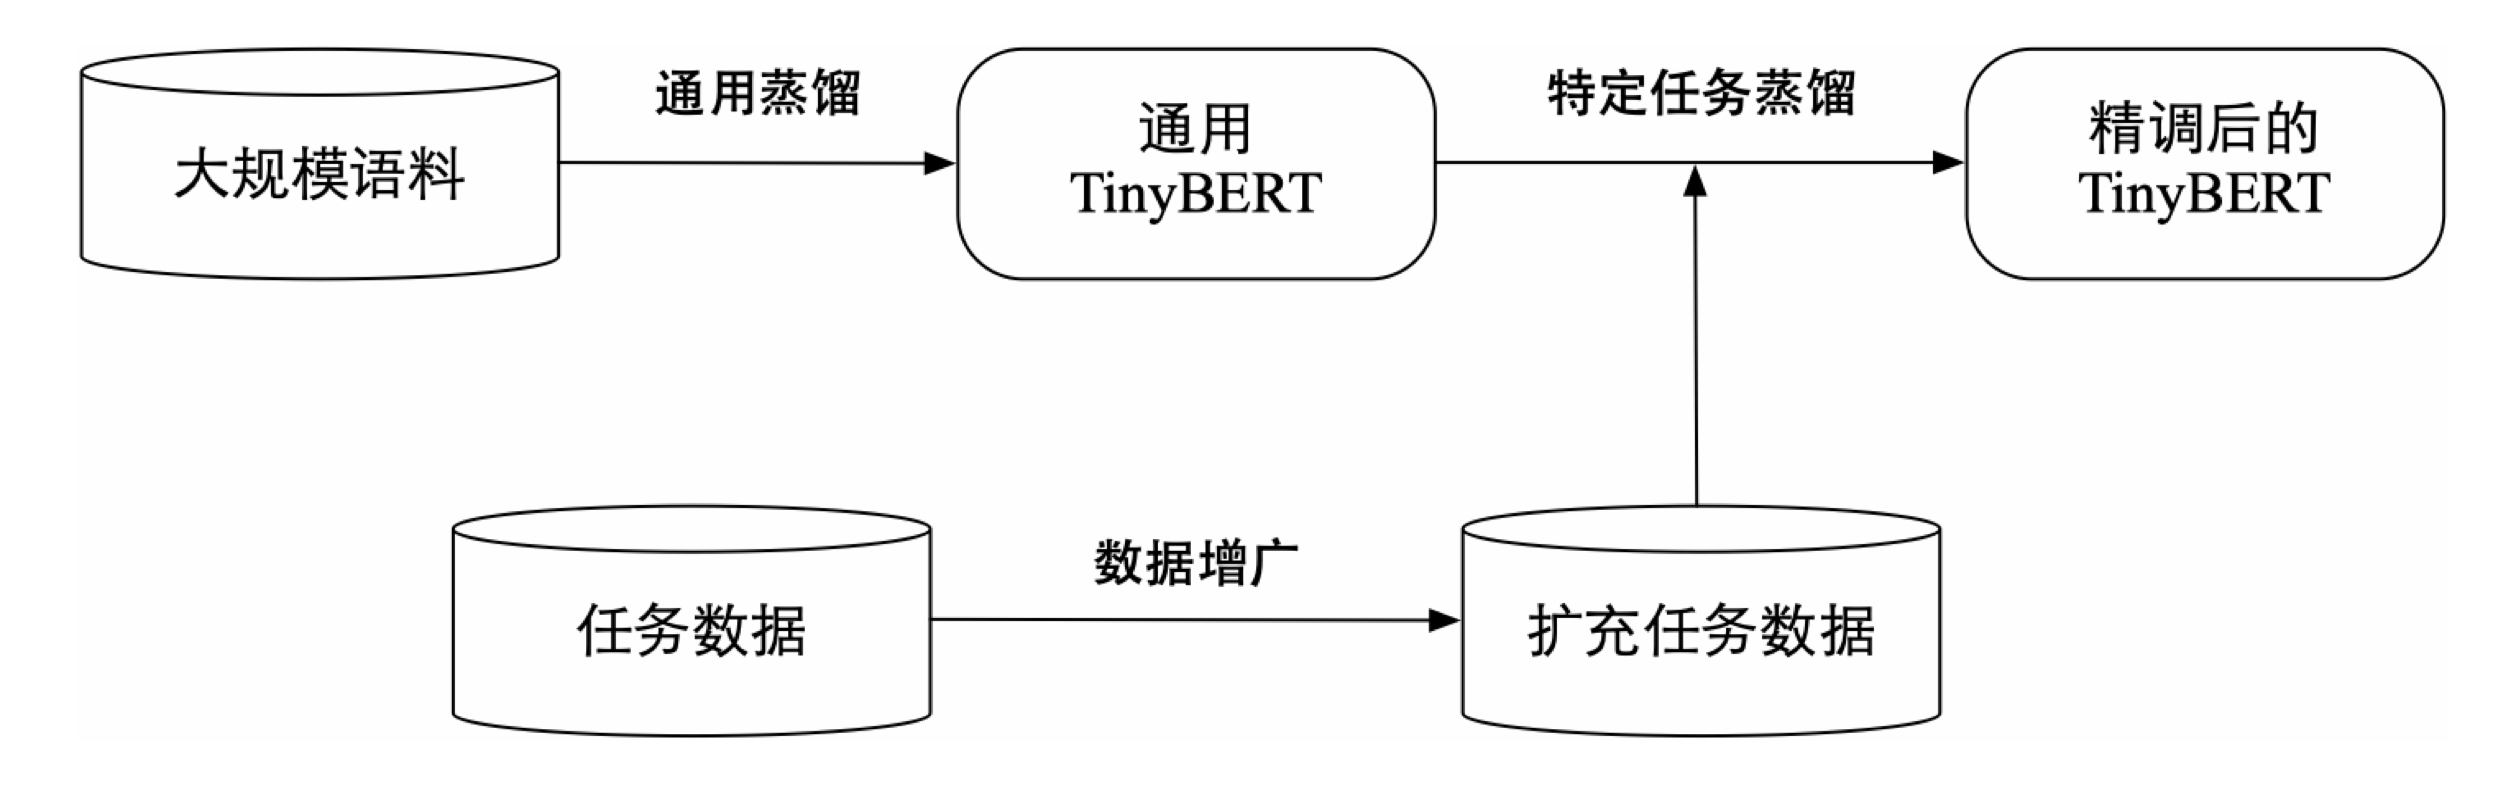 大规模语料
通用蒸馏
通用
TinyBERT
特定任务蒸馏
精调后的
TinyBERT
任务数据
数据增广
扩充任务数据